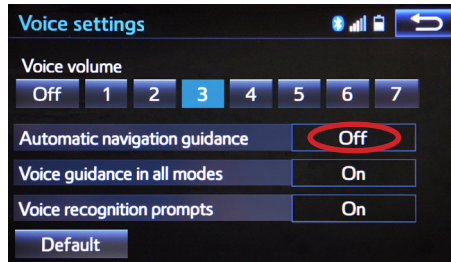 Voice settings
Voice volume
Off 1 2 3 4 5 6 7
Automatic navigation guidance Off
Voice guidance in all modes On
Voice recognition prompts On
Default